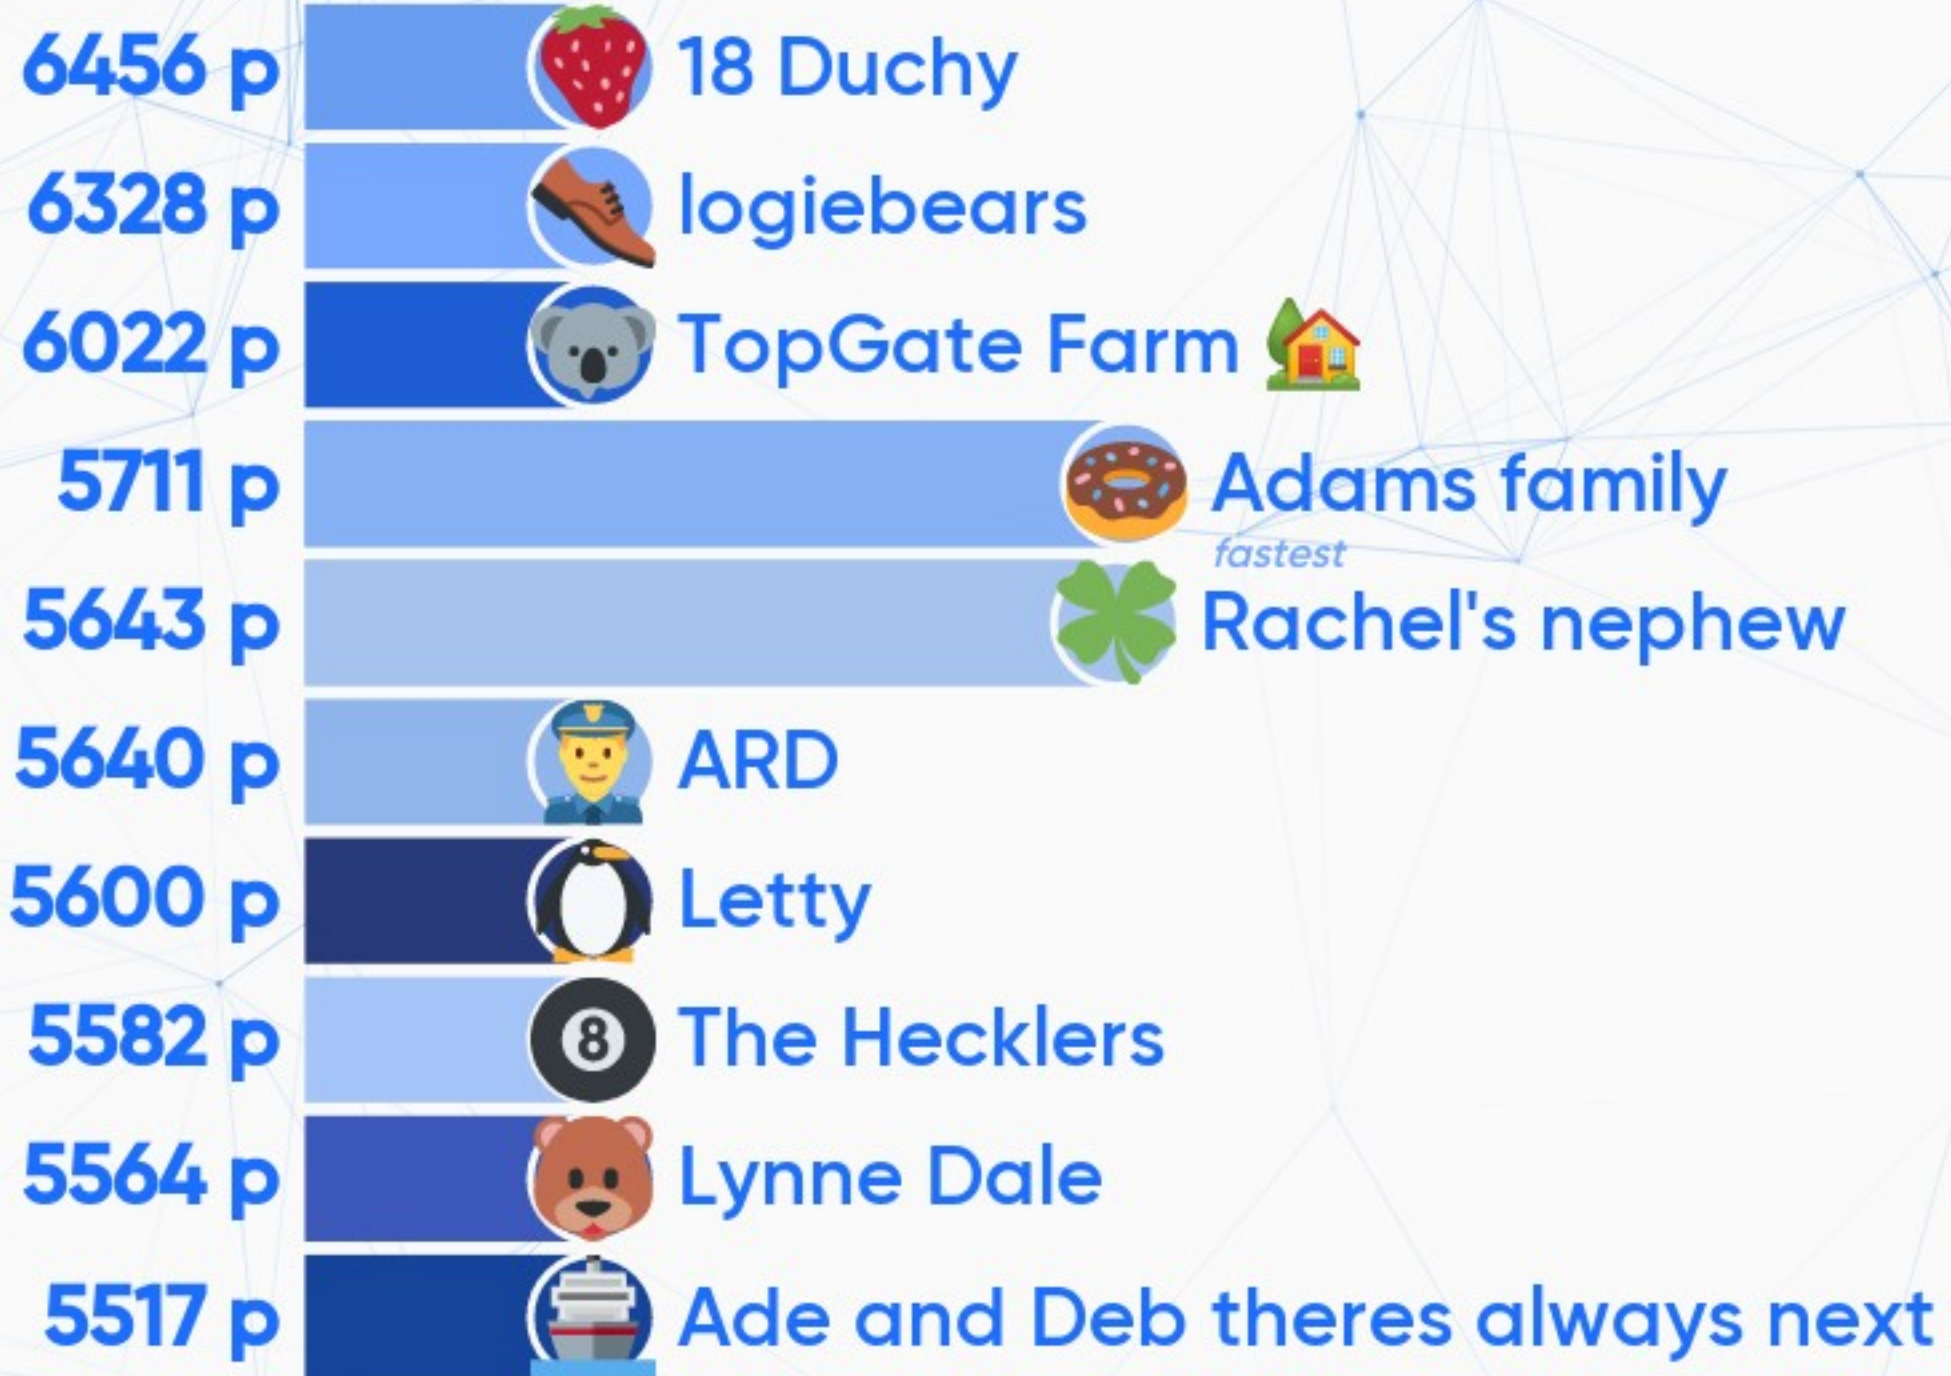 6456 p 18 Duchy
6328 p logiebears
6022 p TopGate Farm
5711 p Adams family
fastest
5643 p Rachel's nephew
5640 p ARD
5600 p Letty
5582 p 8 The Hecklers
5564 p Lynne Dale
5517 p Ade and Deb theres always next